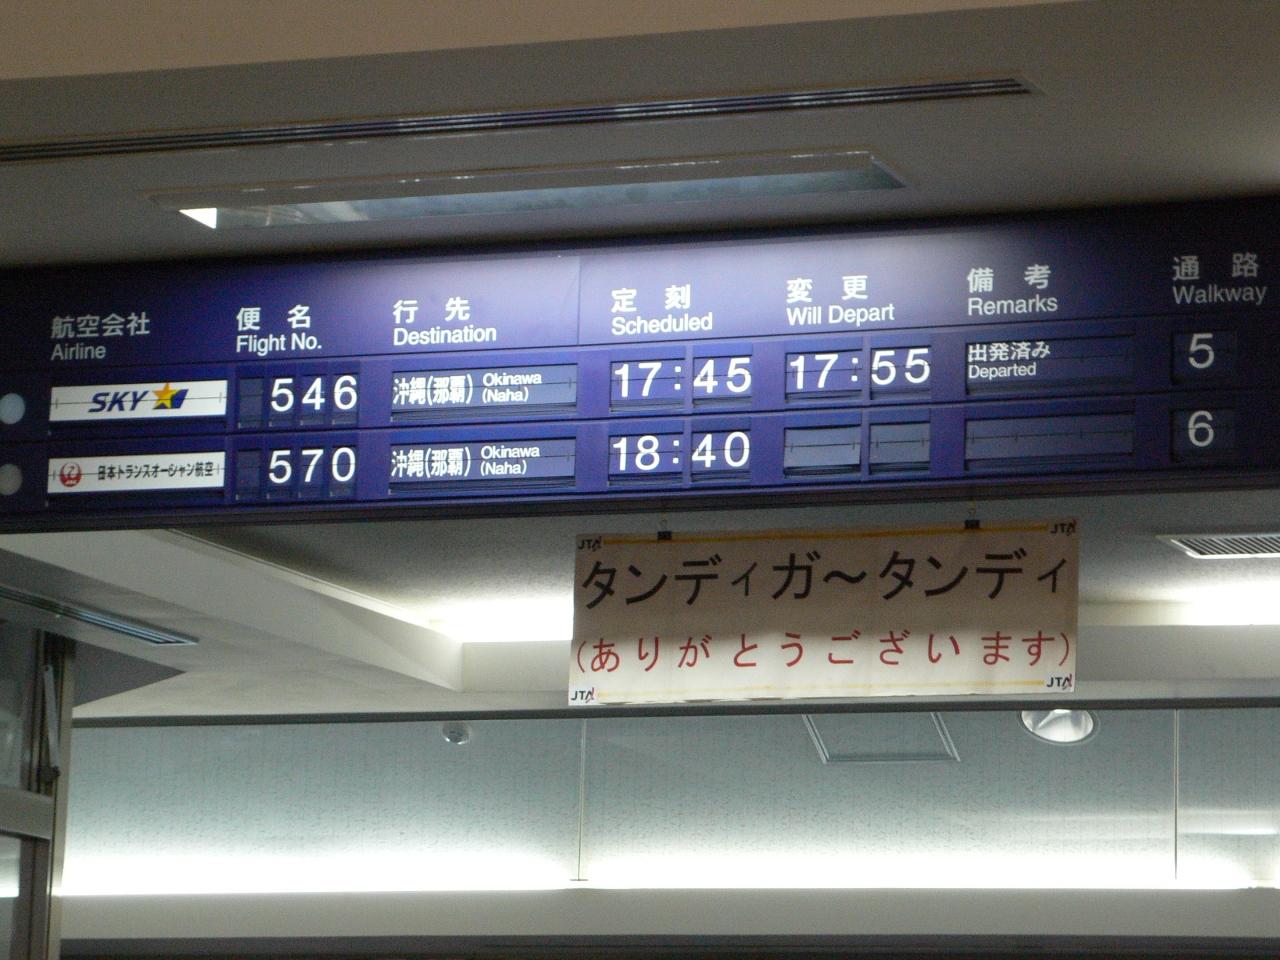 航空会社 便名 行先 定刻 変更 備考 通路
Airline Flight No. Destination Scheduled Will Depart Remarks Walkway
SKY 546 沖縄(那覇) Okinawa (Naha) 17:45 17:55 出発済み Departed 5
日本トランスオーシャン航空 570 沖縄(那覇) Okinawa (Naha) 18:40 6
JTA JTA
タンディガ～タンディ
(ありがとうございます)
JTA JTA